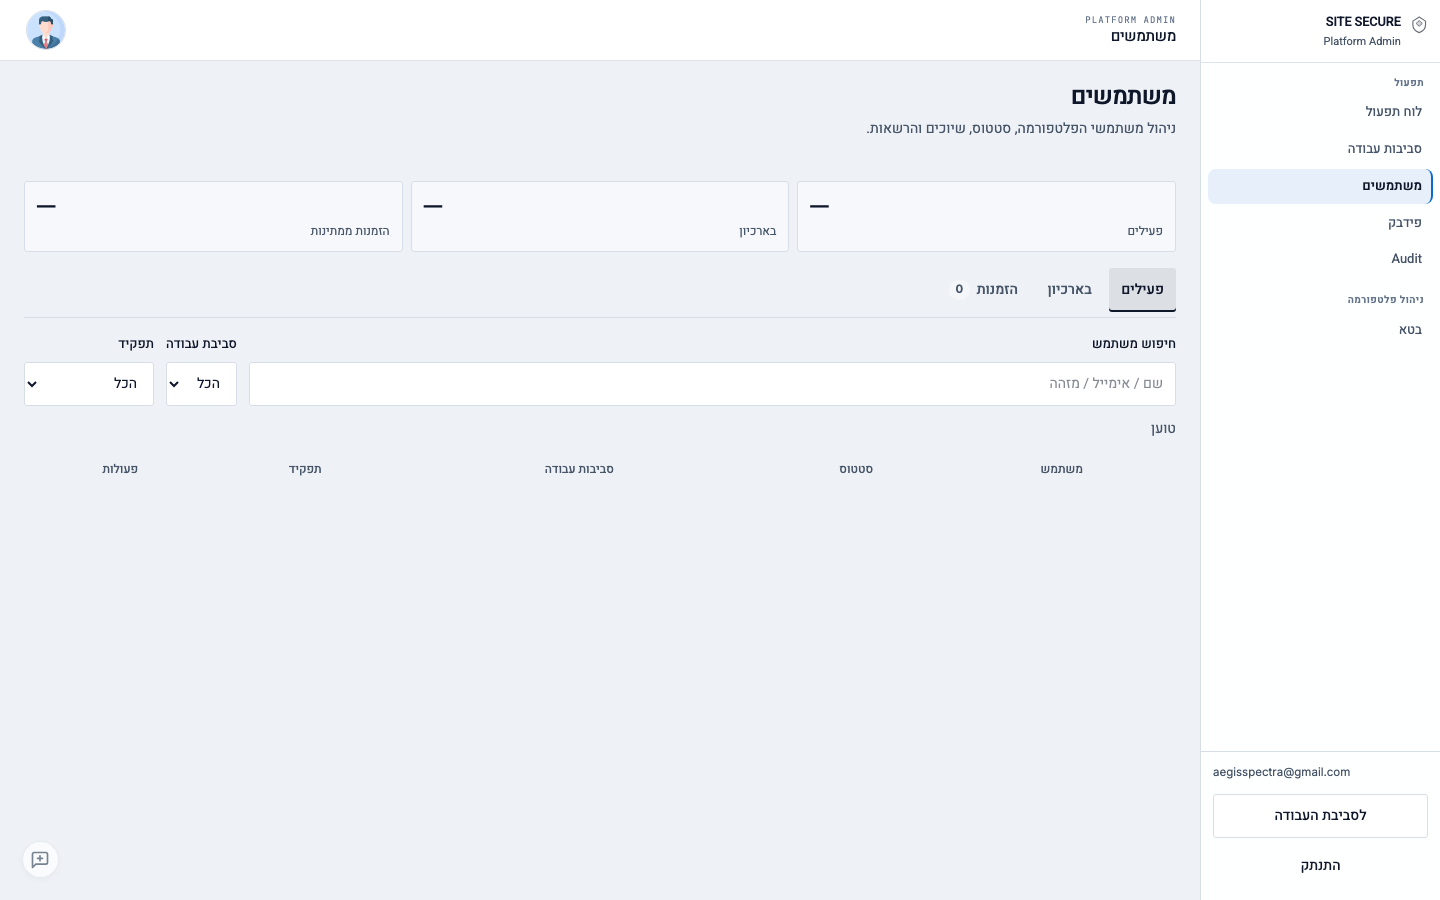 SITE SECURE
Platform Admin
תפעול
לוח תפעול
סביבות עבודה
משתמשים
פידבק
Audit
ניהול פלטפורמה
בטא
aegisspectra@gmail.com
לסביבת העבודה
התנתק
PLATFORM ADMIN
משתמשים
משתמשים
ניהול משתמשי הפלטפורמה, סטטוס, שיוכים והרשאות.
—
פעילים
—
בארכיון
—
הזמנות ממתינות
פעילים בארכיון הזמנות 0
חיפוש משתמש סביבת עבודה תפקיד
שם / אימייל / מזהה הכל הכל
טוען
משתמש סטטוס סביבות עבודה תפקיד פעולות